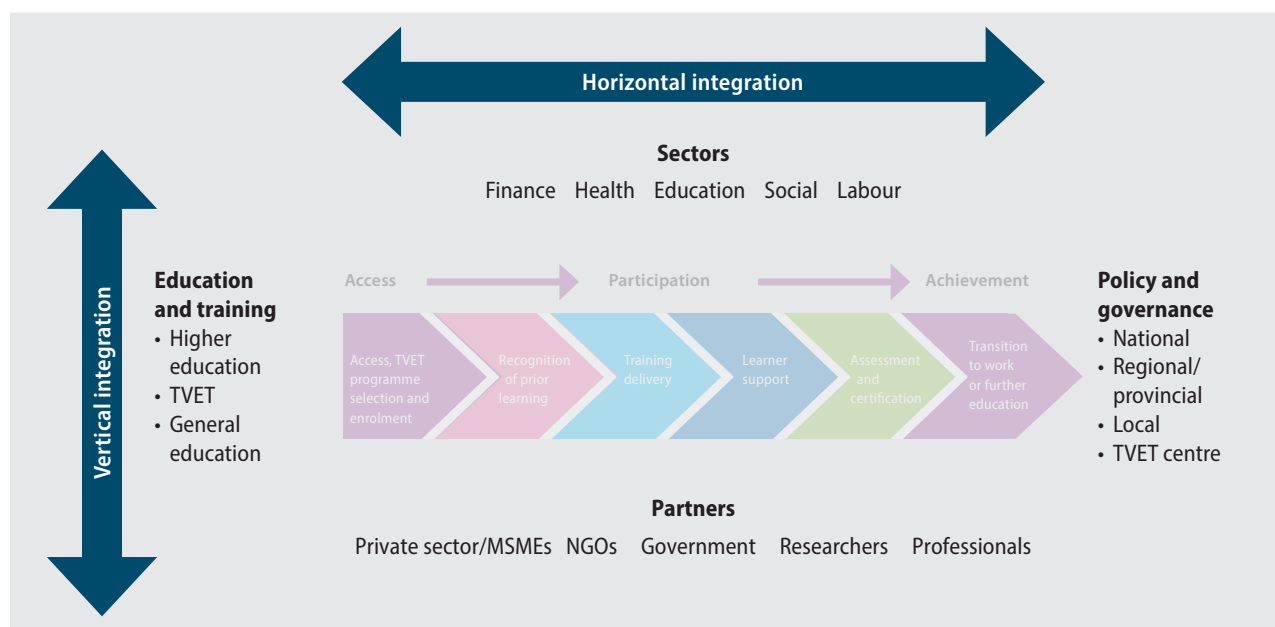 Horizontal integration
Sectors
Finance Health Education Social Labour
Vertical integration
Education
and training
• Higher
education
• TVET
• General
education
Access Participation Achievement
Access, TVET
programme
selection and
enrolment
Recognition
of prior
learning
Training
delivery
Learner
support
Assessment
and
certification
Transition
to work
or further
education
Policy and
governance
• National
• Regional/
provincial
• Local
• TVET centre
Partners
Private sector/MSMEs NGOs Government Researchers Professionals